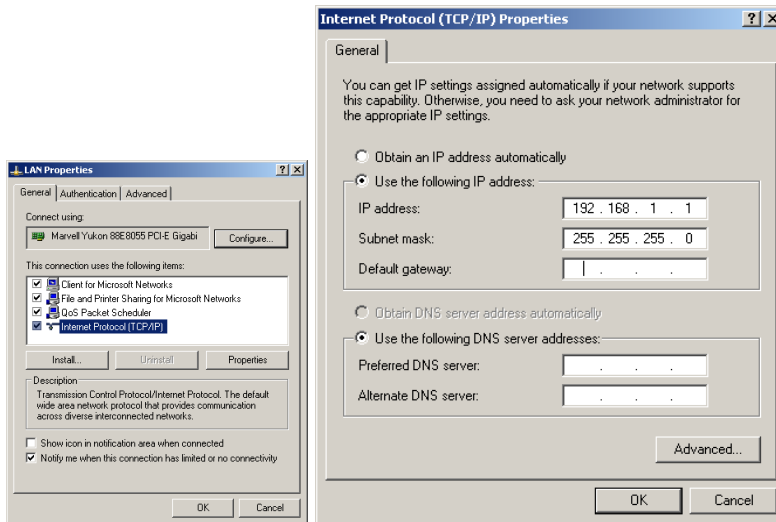 LAN Properties
General Authentication Advanced
Connect using:
Marvell Yukon 88E8055 PCI-E Gigabi
Configure...
This connection uses the following items:
Client for Microsoft Networks
File and Printer Sharing for Microsoft Networks
QoS Packet Scheduler
Internet Protocol (TCP/IP)
Install... Uninstall Properties
Description
Transmission Control Protocol/Internet Protocol. The default
wide area network protocol that provides communication
across diverse interconnected networks.
Show icon in notification area when connected
Notify me when this connection has limited or no connectivity
OK Cancel
Internet Protocol (TCP/IP) Properties
General
You can get IP settings assigned automatically if your network supports
this capability. Otherwise, you need to ask your network administrator for
the appropriate IP settings.
Obtain an IP address automatically
Use the following IP address:
IP address: 192 . 168 . 1 . 1
Subnet mask: 255 . 255 . 255 . 0
Default gateway: . . .
Obtain DNS server address automatically
Use the following DNS server addresses:
Preferred DNS server: . . .
Alternate DNS server: . . .
Advanced...
OK Cancel